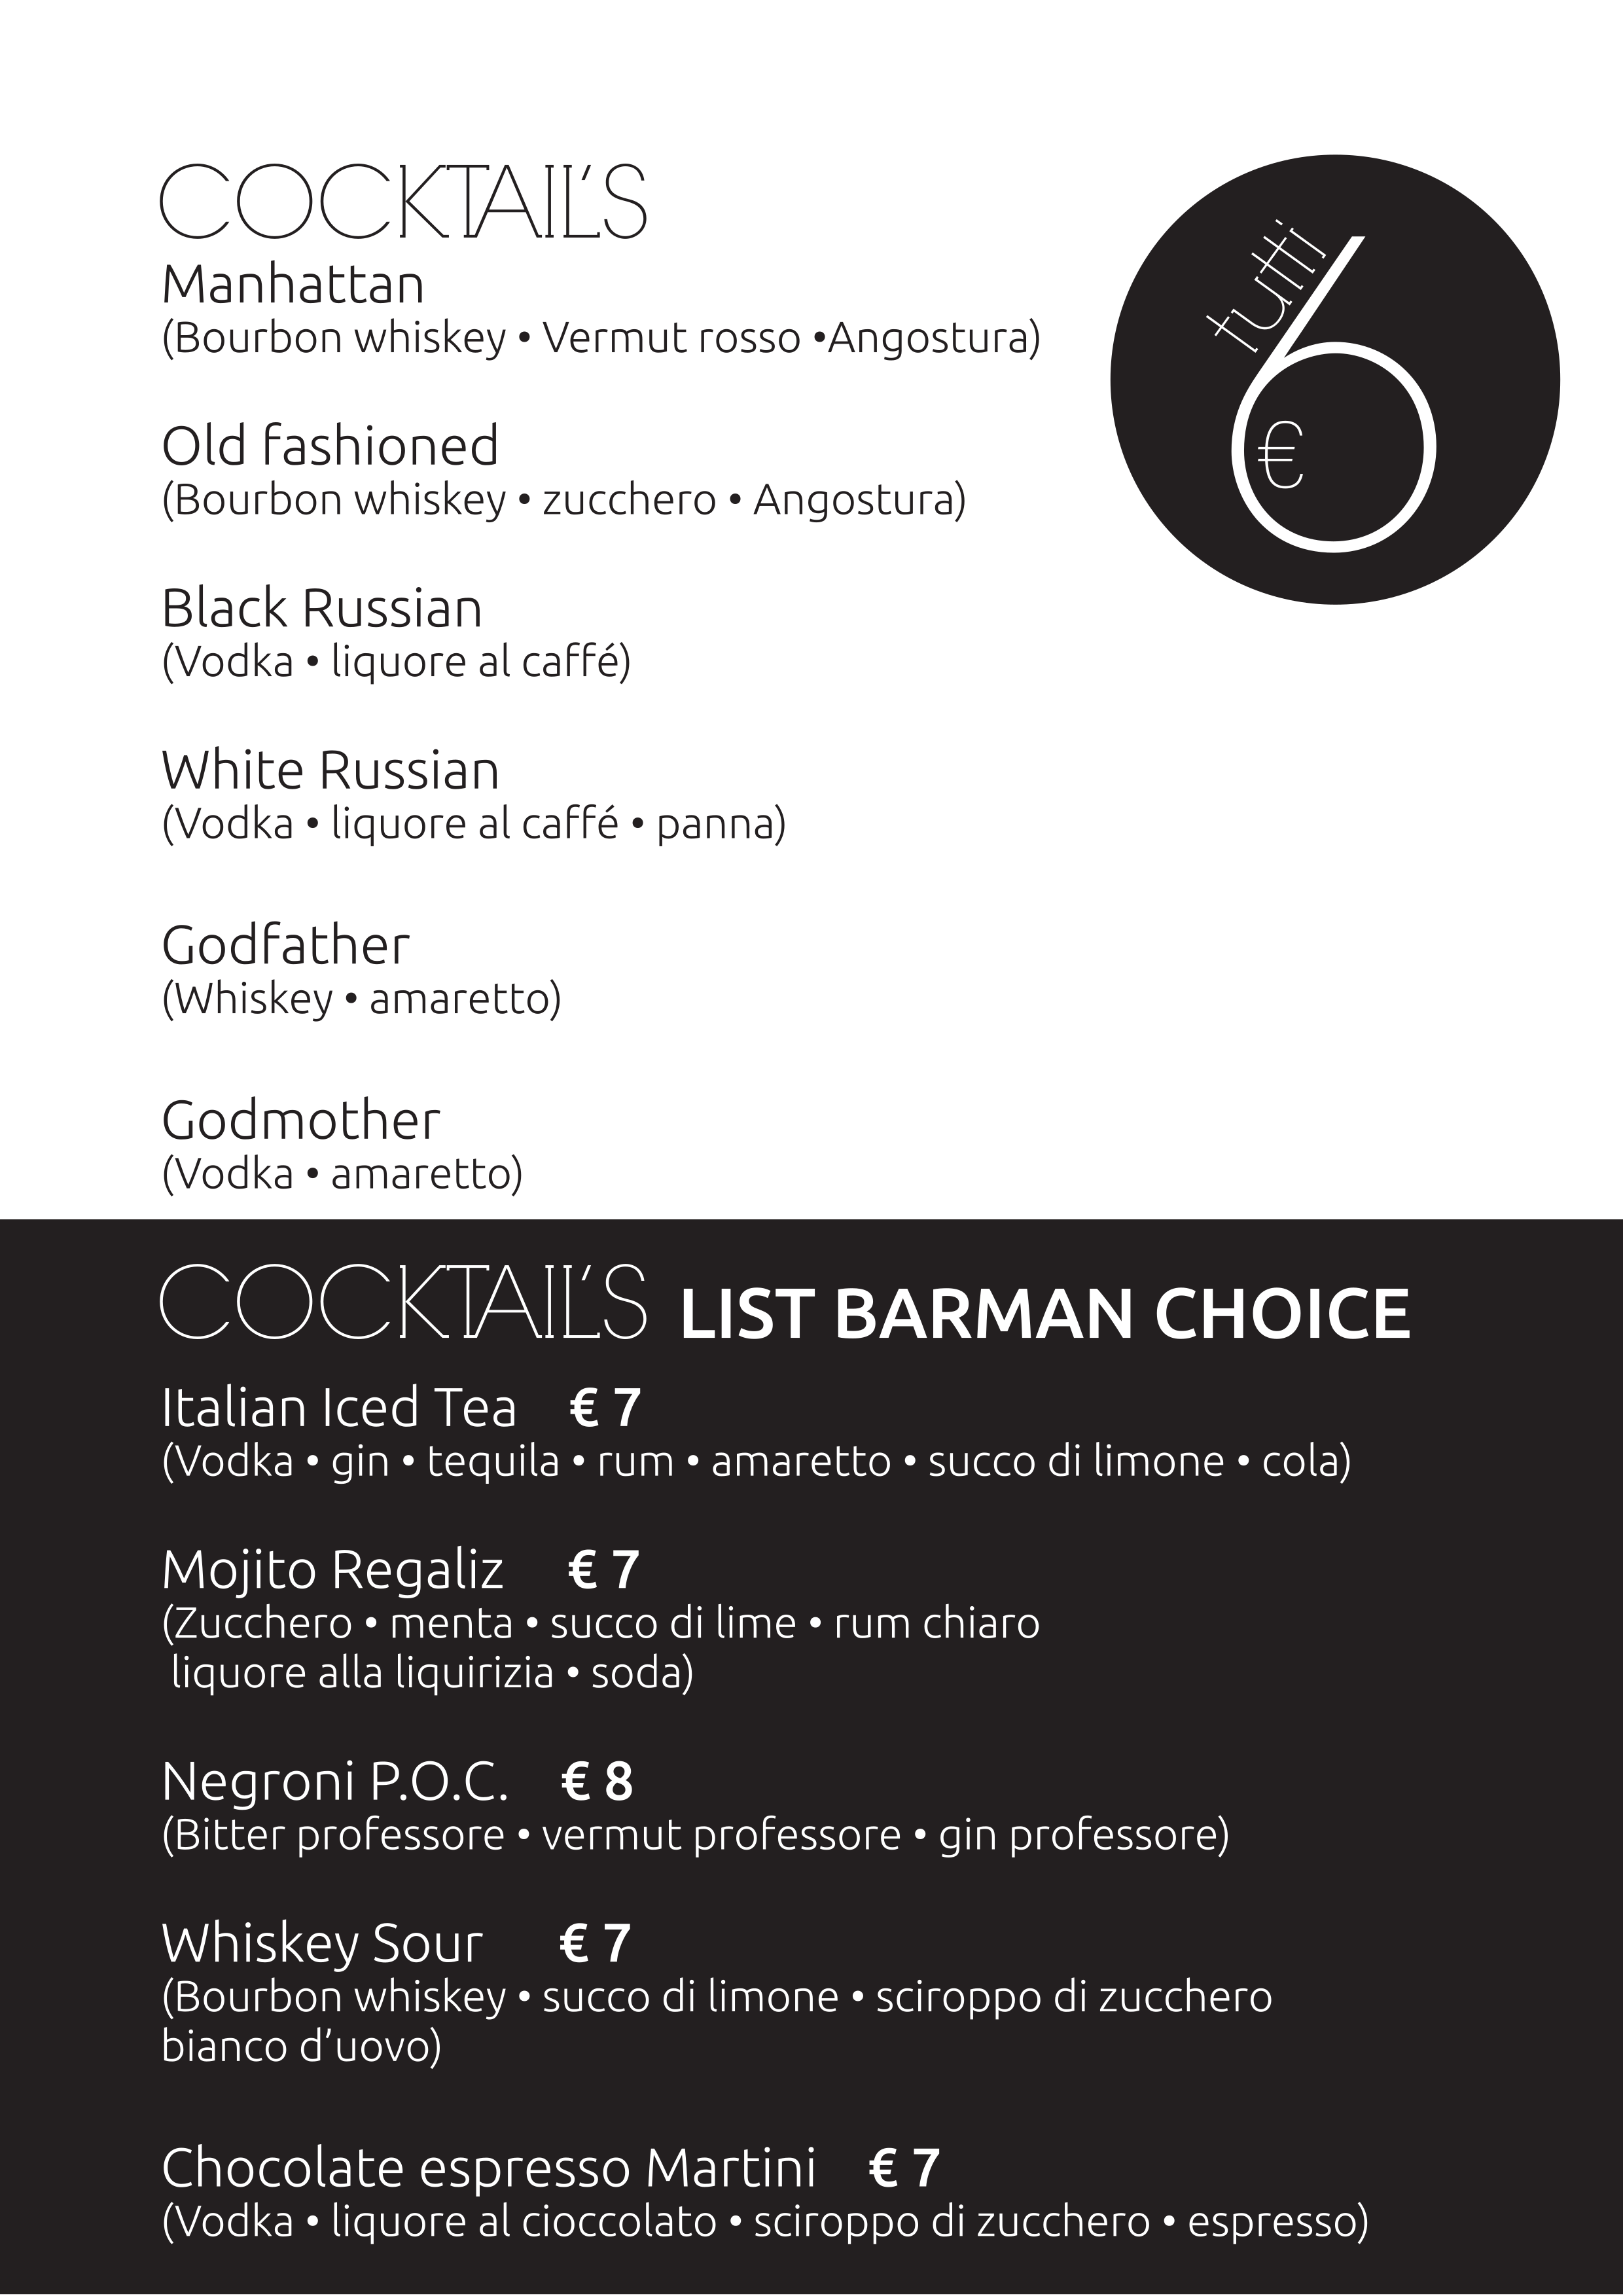 COCKTAIL'S
Manhattan
(Bourbon whiskey • Vermut rosso •Angostura)
tutti
6
€
Old fashioned
(Bourbon whiskey • zucchero • Angostura)
Black Russian
(Vodka • liquore al caffé)
White Russian
(Vodka • liquore al caffé • panna)
Godfather
(Whiskey • amaretto)
Godmother
(Vodka • amaretto)
COCKTAIL'S LIST BARMAN CHOICE
Italian Iced Tea € 7
(Vodka • gin • tequila • rum • amaretto • succo di limone • cola)
Mojito Regaliz € 7
(Zucchero • menta • succo di lime • rum chiaro
liquore alla liquirizia • soda)
Negroni P.O.C. € 8
(Bitter professore • vermut professore • gin professore)
Whiskey Sour € 7
(Bourbon whiskey • succo di limone • sciroppo di zucchero
bianco d’uovo)
Chocolate espresso Martini € 7
(Vodka • liquore al cioccolato • sciroppo di zucchero • espresso)